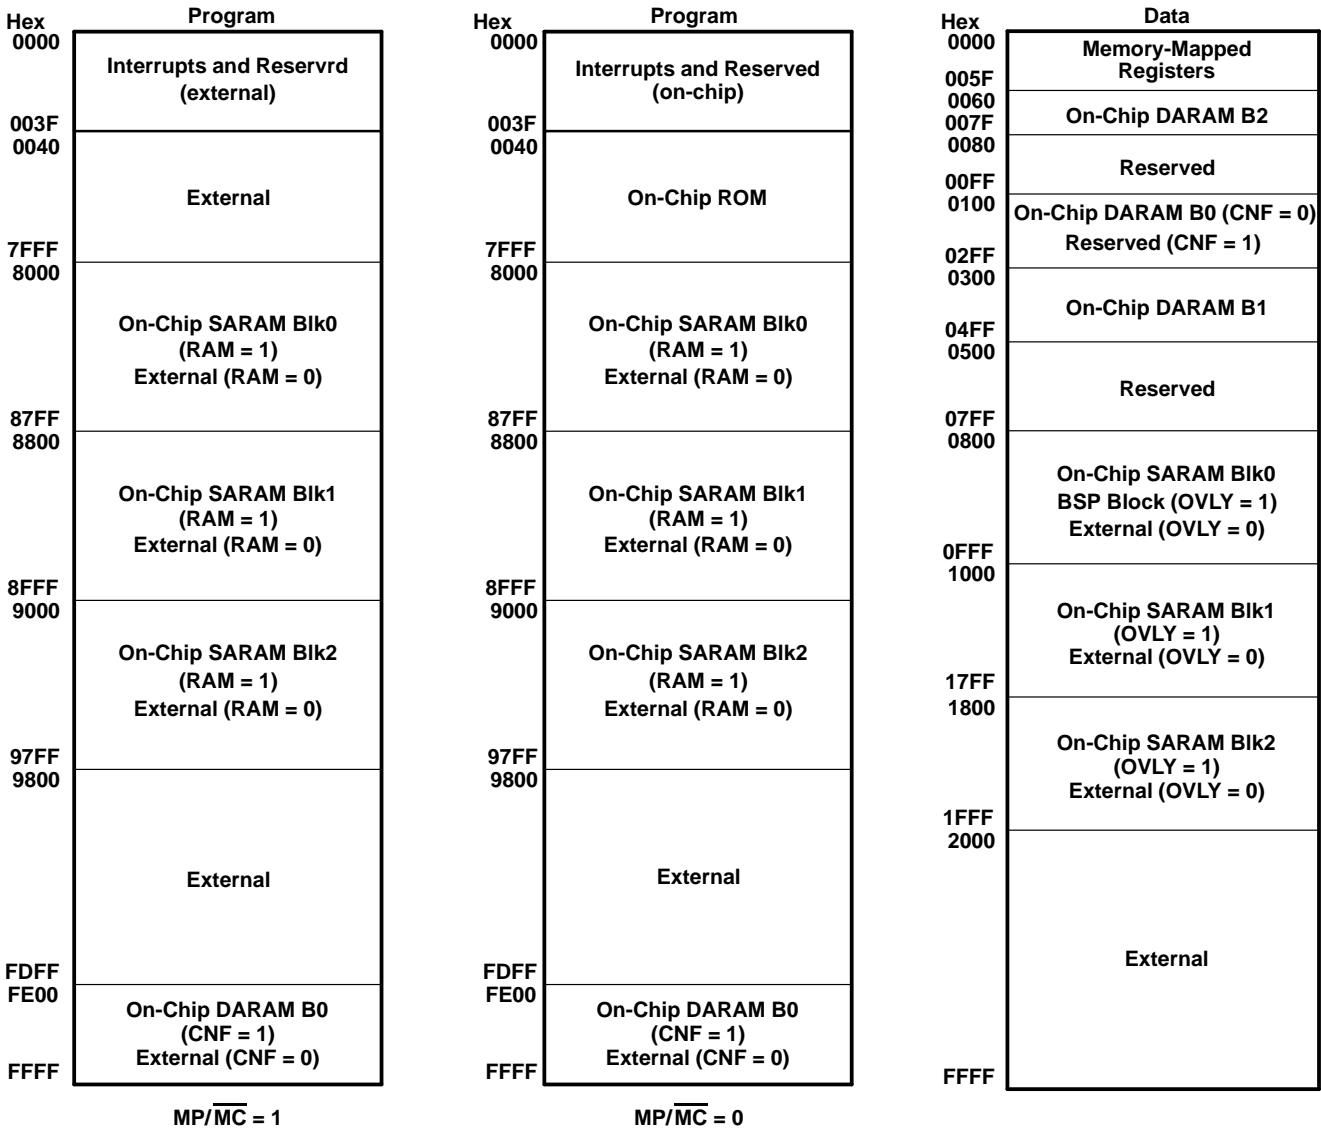 Program
Hex
0000
Interrupts and Reservrd
(external)
003F
0040
External
7FFF
8000
On-Chip SARAM Blk0
(RAM = 1)
External (RAM = 0)
87FF
8800
On-Chip SARAM Blk1
(RAM = 1)
External (RAM = 0)
8FFF
9000
On-Chip SARAM Blk2
(RAM = 1)
External (RAM = 0)
97FF
9800
External
FDFF
FE00
On-Chip DARAM B0
(CNF = 1)
External (CNF = 0)
FFFF
MP/M̅C̅ = 1
Program
Hex
0000
Interrupts and Reserved
(on-chip)
003F
0040
On-Chip ROM
7FFF
8000
On-Chip SARAM Blk0
(RAM = 1)
External (RAM = 0)
87FF
8800
On-Chip SARAM Blk1
(RAM = 1)
External (RAM = 0)
8FFF
9000
On-Chip SARAM Blk2
(RAM = 1)
External (RAM = 0)
97FF
9800
External
FDFF
FE00
On-Chip DARAM B0
(CNF = 1)
External (CNF = 0)
FFFF
MP/M̅C̅ = 0
Data
Hex
0000
Memory-Mapped
Registers
005F
0060
On-Chip DARAM B2
007F
0080
Reserved
00FF
0100
On-Chip DARAM B0 (CNF = 0)
Reserved (CNF = 1)
02FF
0300
On-Chip DARAM B1
04FF
0500
Reserved
07FF
0800
On-Chip SARAM Blk0
BSP Block (OVLY = 1)
External (OVLY = 0)
0FFF
1000
On-Chip SARAM Blk1
(OVLY = 1)
External (OVLY = 0)
17FF
1800
On-Chip SARAM Blk2
(OVLY = 1)
External (OVLY = 0)
1FFF
2000
External
FFFF